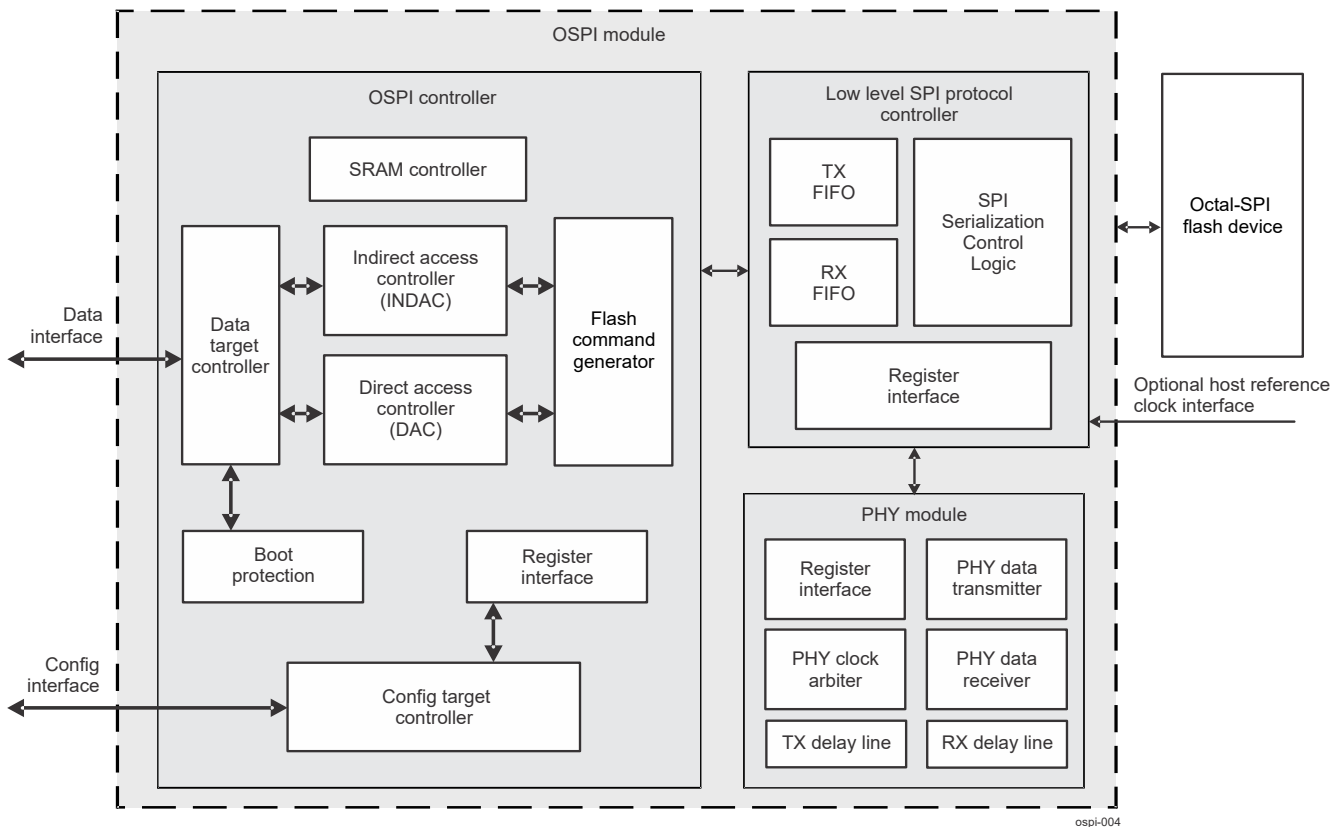 OSPI module
OSPI controller
SRAM controller
Indirect access
controller
(INDAC)
Data
target
controller
Flash
command
generator
Direct access
controller
(DAC)
Boot
protection
Register
interface
Config target
controller
Data
interface
Config
interface
Low level SPI protocol
controller
TX
FIFO
SPI
Serialization
Control
Logic
RX
FIFO
Register
interface
Octal-SPI
flash device
Optional host reference
clock interface
PHY module
Register
interface
PHY data
transmitter
PHY clock
arbiter
PHY data
receiver
TX delay line
RX delay line
ospi-004